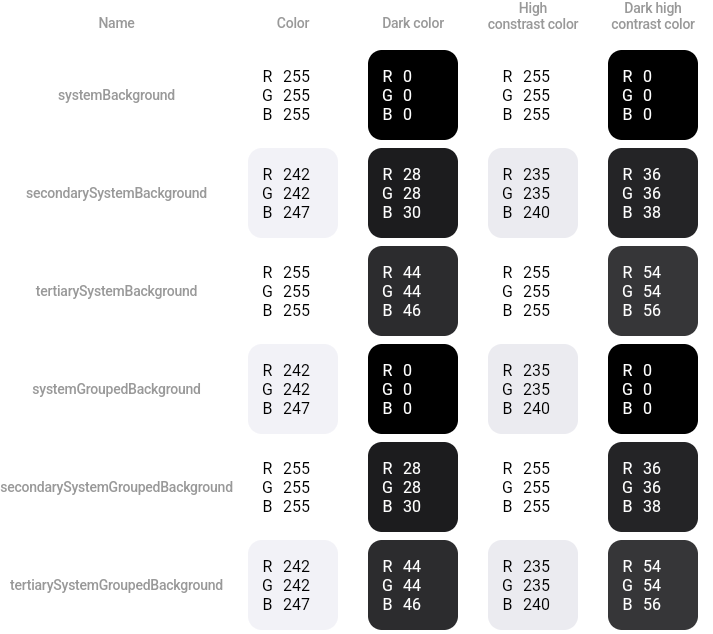 Name
Color
Dark color
High
constrast color
Dark high
contrast color
systemBackground
R 255
G 255
B 255
R 0
G 0
B 0
R 255
G 255
B 255
R 0
G 0
B 0
secondarySystemBackground
R 242
G 242
B 247
R 28
G 28
B 30
R 235
G 235
B 240
R 36
G 36
B 38
tertiarySystemBackground
R 255
G 255
B 255
R 44
G 44
B 46
R 255
G 255
B 255
R 54
G 54
B 56
systemGroupedBackground
R 242
G 242
B 247
R 0
G 0
B 0
R 235
G 235
B 240
R 0
G 0
B 0
secondarySystemGroupedBackground
R 255
G 255
B 255
R 28
G 28
B 30
R 255
G 255
B 255
R 36
G 36
B 38
tertiarySystemGroupedBackground
R 242
G 242
B 247
R 44
G 44
B 46
R 235
G 235
B 240
R 54
G 54
B 56